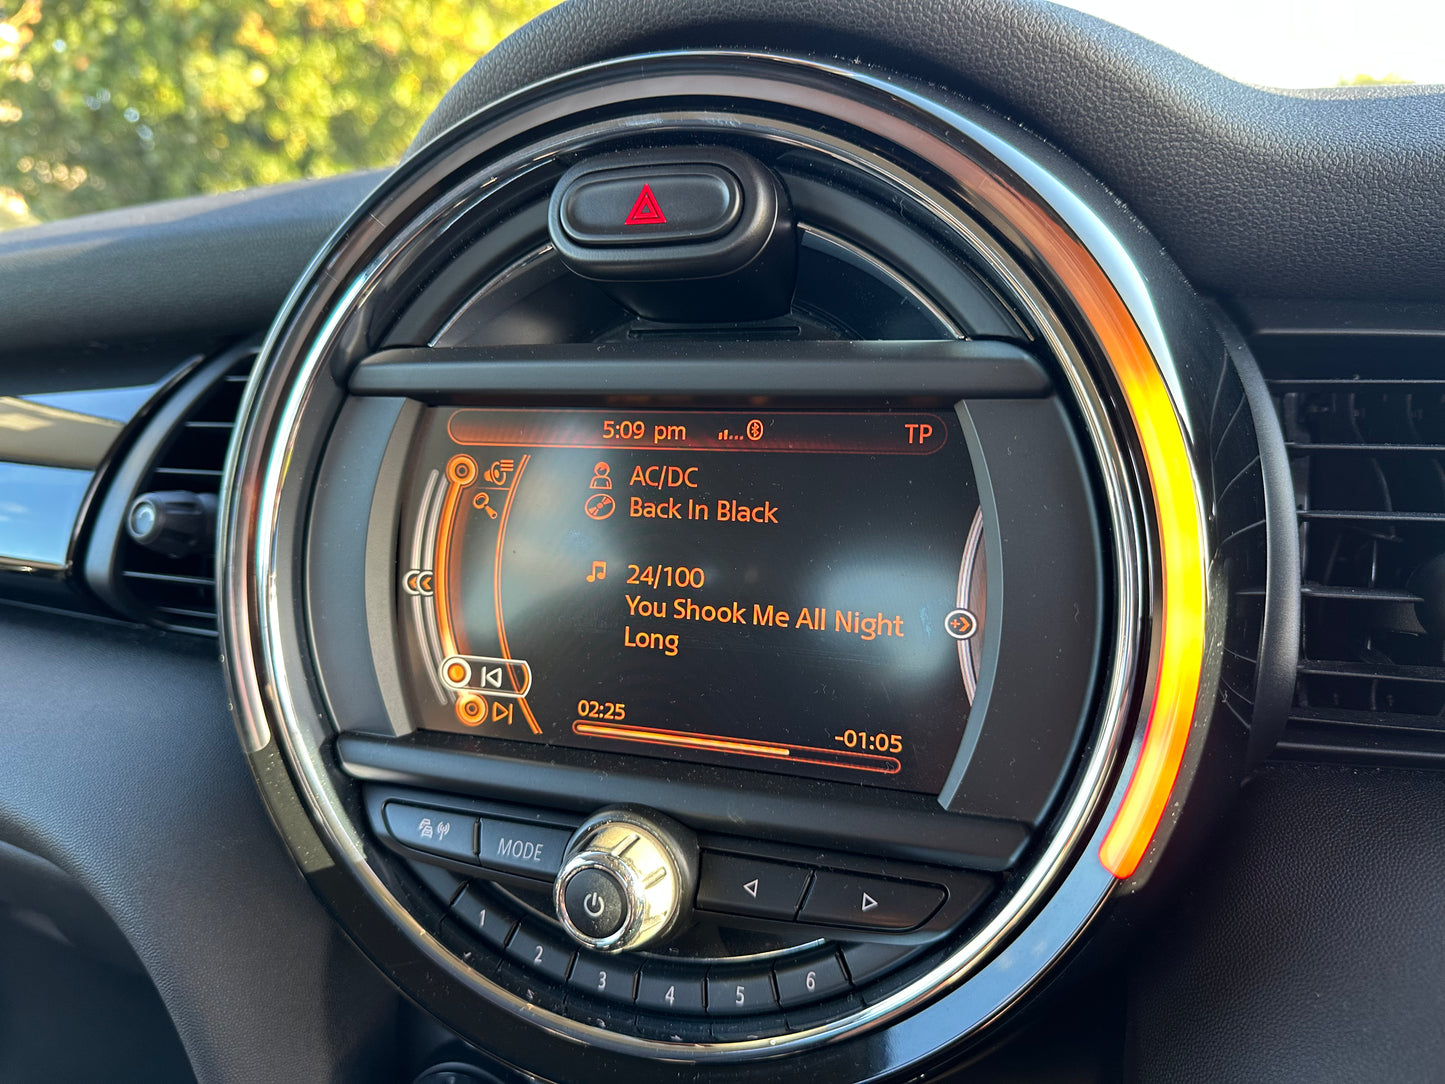 5:09 pm TP
AC/DC
Back In Black
24/100
You Shook Me All Night
Long
02:25 -01:05
MODE
1 2 3 4 5 6